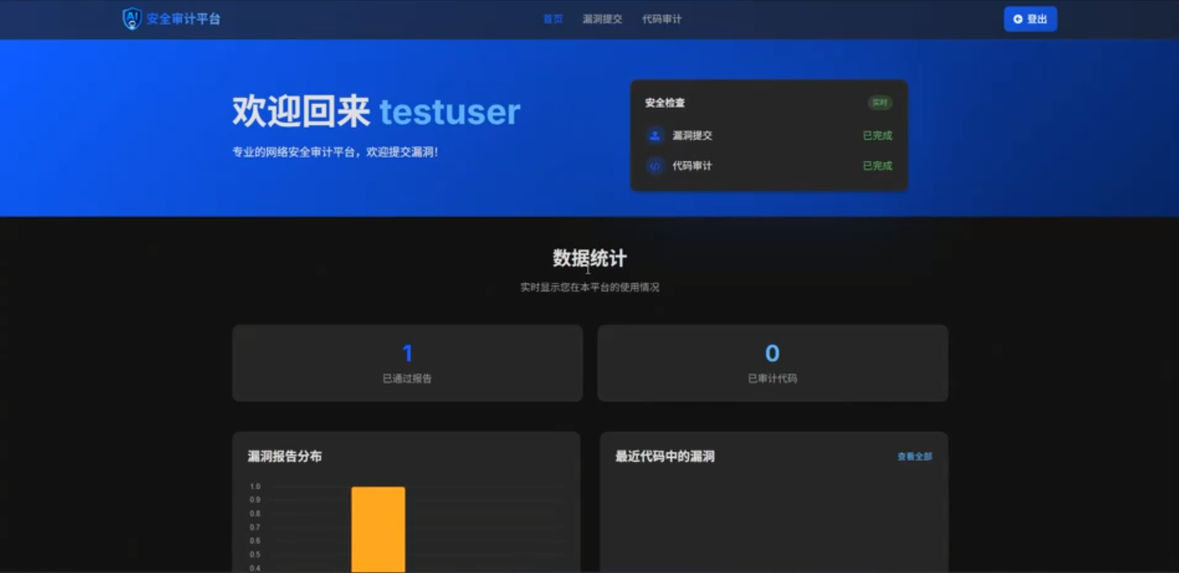 AI 安全审计平台
首页 漏洞提交 代码审计
登出
欢迎回来 testuser
专业的网络安全审计平台，欢迎提交漏洞！
安全检查 实时
漏洞提交 已完成
代码审计 已完成
数据统计
实时显示您在本平台的使用情况
1
已通过报告
0
已审计代码
漏洞报告分布
1.0
0.9
0.8
0.7
0.6
0.5
0.4
最近代码中的漏洞 查看全部